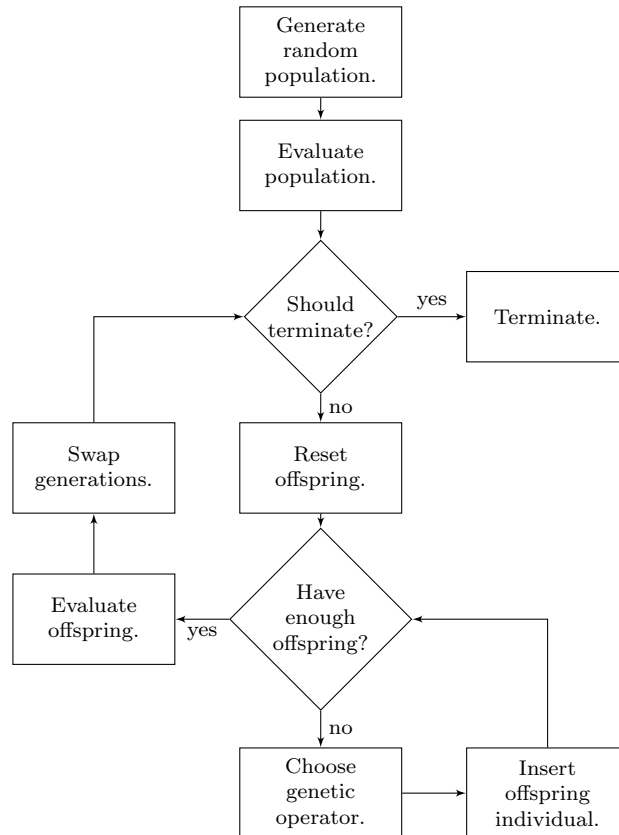 Generate
random
population.
Evaluate
population.
Should
terminate?
yes
Terminate.
no
Swap
generations.
Reset
offspring.
Evaluate
offspring.
yes
Have
enough
offspring?
no
Choose
genetic
operator.
Insert
offspring
individual.